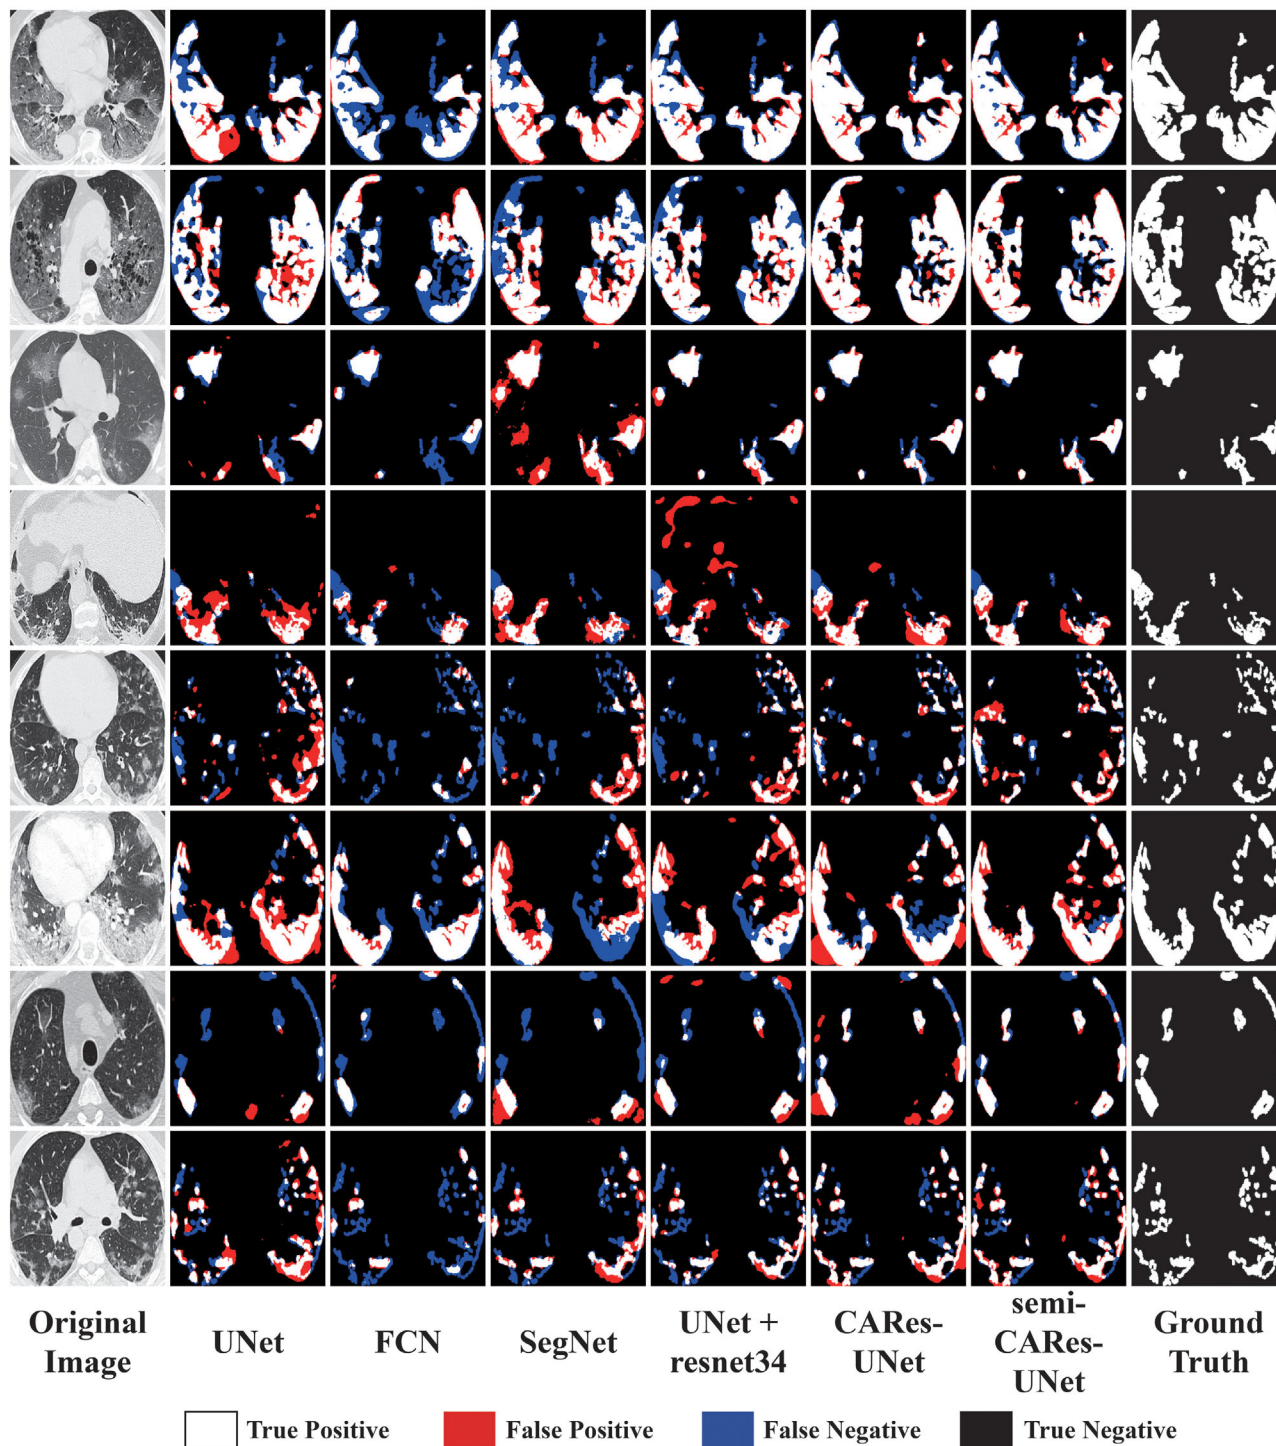 Original Image
UNet
FCN
SegNet
UNet + resnet34
CARes-UNet
semi-CARes-UNet
Ground Truth
True Positive
False Positive
False Negative
True Negative